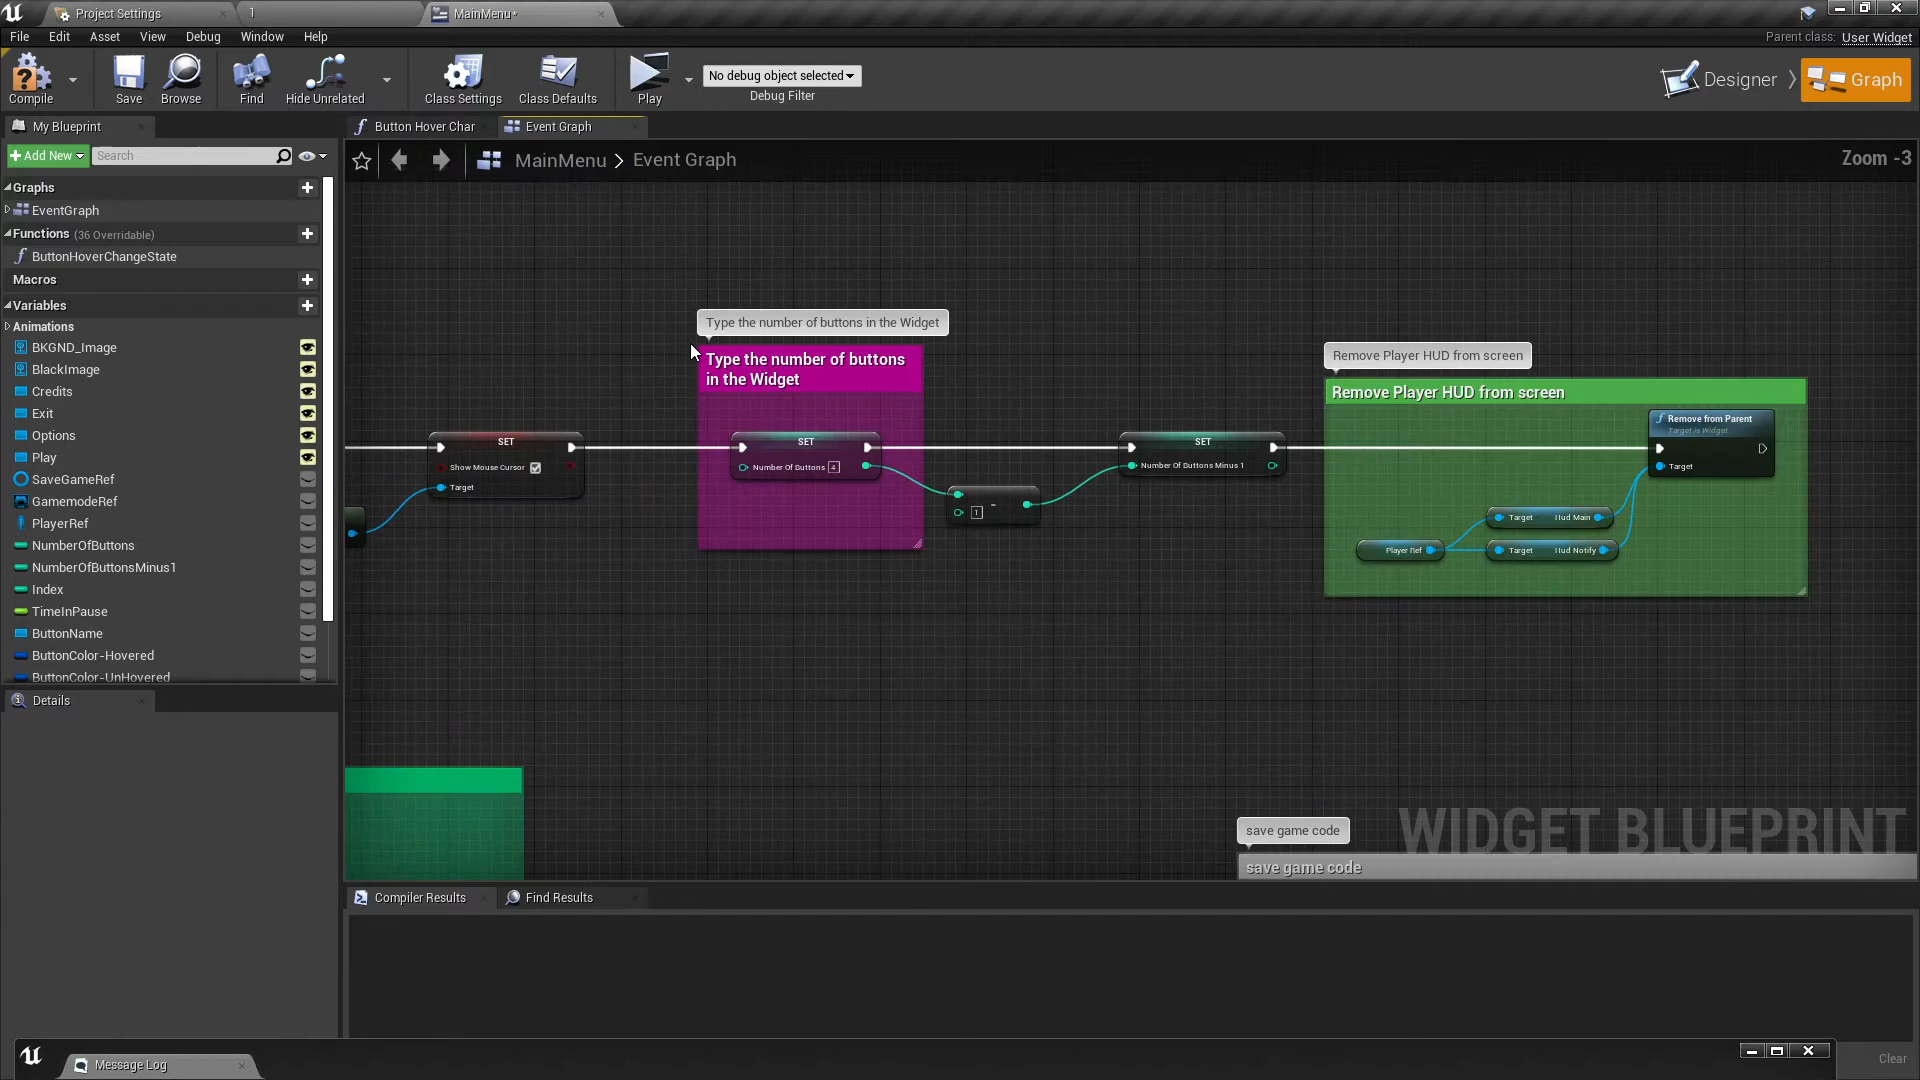 Project Settings
1
MainMenu*
File Edit Asset View Debug Window Help
Parent class: User Widget
Compile
Save
Browse
Find
Hide Unrelated
Class Settings
Class Defaults
Play
No debug object selected
Debug Filter
Designer
Graph
My Blueprint
Button Hover Char
Event Graph
Add New
Search
MainMenu > Event Graph
Zoom -3
Graphs
EventGraph
Functions (36 Overridable)
ButtonHoverChangeState
Macros
Variables
Animations
BKGND_Image
BlackImage
Credits
Exit
Options
Play
SaveGameRef
GamemodeRef
PlayerRef
NumberOfButtons
NumberOfButtonsMinus1
Index
TimeInPause
ButtonName
ButtonColor-Hovered
ButtonColor-UnHovered
Details
SET
Show Mouse Cursor
Target
Type the number of buttons in the Widget
Type the number of buttons
in the Widget
SET
Number Of Buttons 4
1
-
SET
Number Of Buttons Minus 1
Remove Player HUD from screen
Remove Player HUD from screen
Remove from Parent
Target is Widget
Target
Target Hud Main
Player Ref
Target Hud Notify
save game code
save game code
WIDGET BLUEPRINT
Compiler Results
Find Results
Message Log
Clear